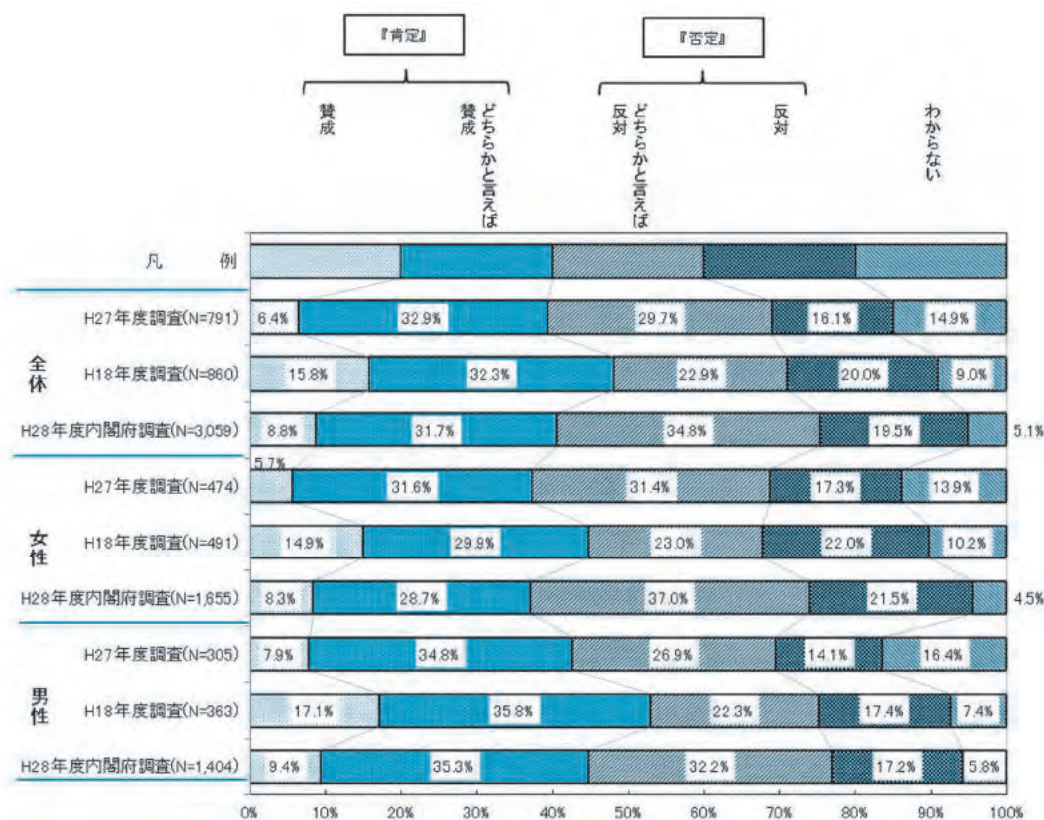 『肯定』
『否定』
賛成
どちらかと言えば
賛成
どちらかと言えば
反対
反対
わからない
凡例
全体
H27年度調査(N=791)
6.4%
32.9%
29.7%
16.1%
14.9%
H18年度調査(N=860)
15.8%
32.3%
22.9%
20.0%
9.0%
H28年度内閣府調査(N=3,059)
8.8%
31.7%
34.8%
19.5%
5.1%
女性
H27年度調査(N=474)
5.7%
31.6%
31.4%
17.3%
13.9%
H18年度調査(N=491)
14.9%
29.9%
23.0%
22.0%
10.2%
H28年度内閣府調査(N=1,655)
8.3%
28.7%
37.0%
21.5%
4.5%
男性
H27年度調査(N=305)
7.9%
34.8%
26.9%
14.1%
16.4%
H18年度調査(N=363)
17.1%
35.8%
22.3%
17.4%
7.4%
H28年度内閣府調査(N=1,404)
9.4%
35.3%
32.2%
17.2%
5.8%
0%
10%
20%
30%
40%
50%
60%
70%
80%
90%
100%